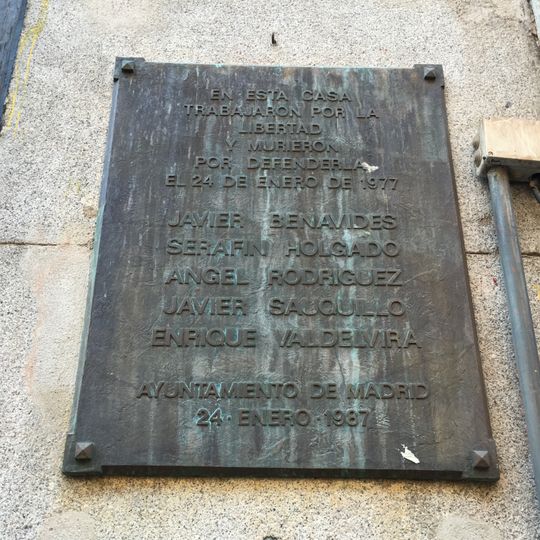 EN ESTA CASA
TRABAJARON POR LA
LIBERTAD
Y MURIERON
POR DEFENDERLA
EL 24 DE ENERO DE 1977
JAVIER BENAVIDES
SERAFIN HOLGADO
ANGEL RODRIGUEZ
JAVIER SAUQUILLO
ENRIQUE VALDELVIRA
AYUNTAMIENTO DE MADRID
24·ENERO·1987